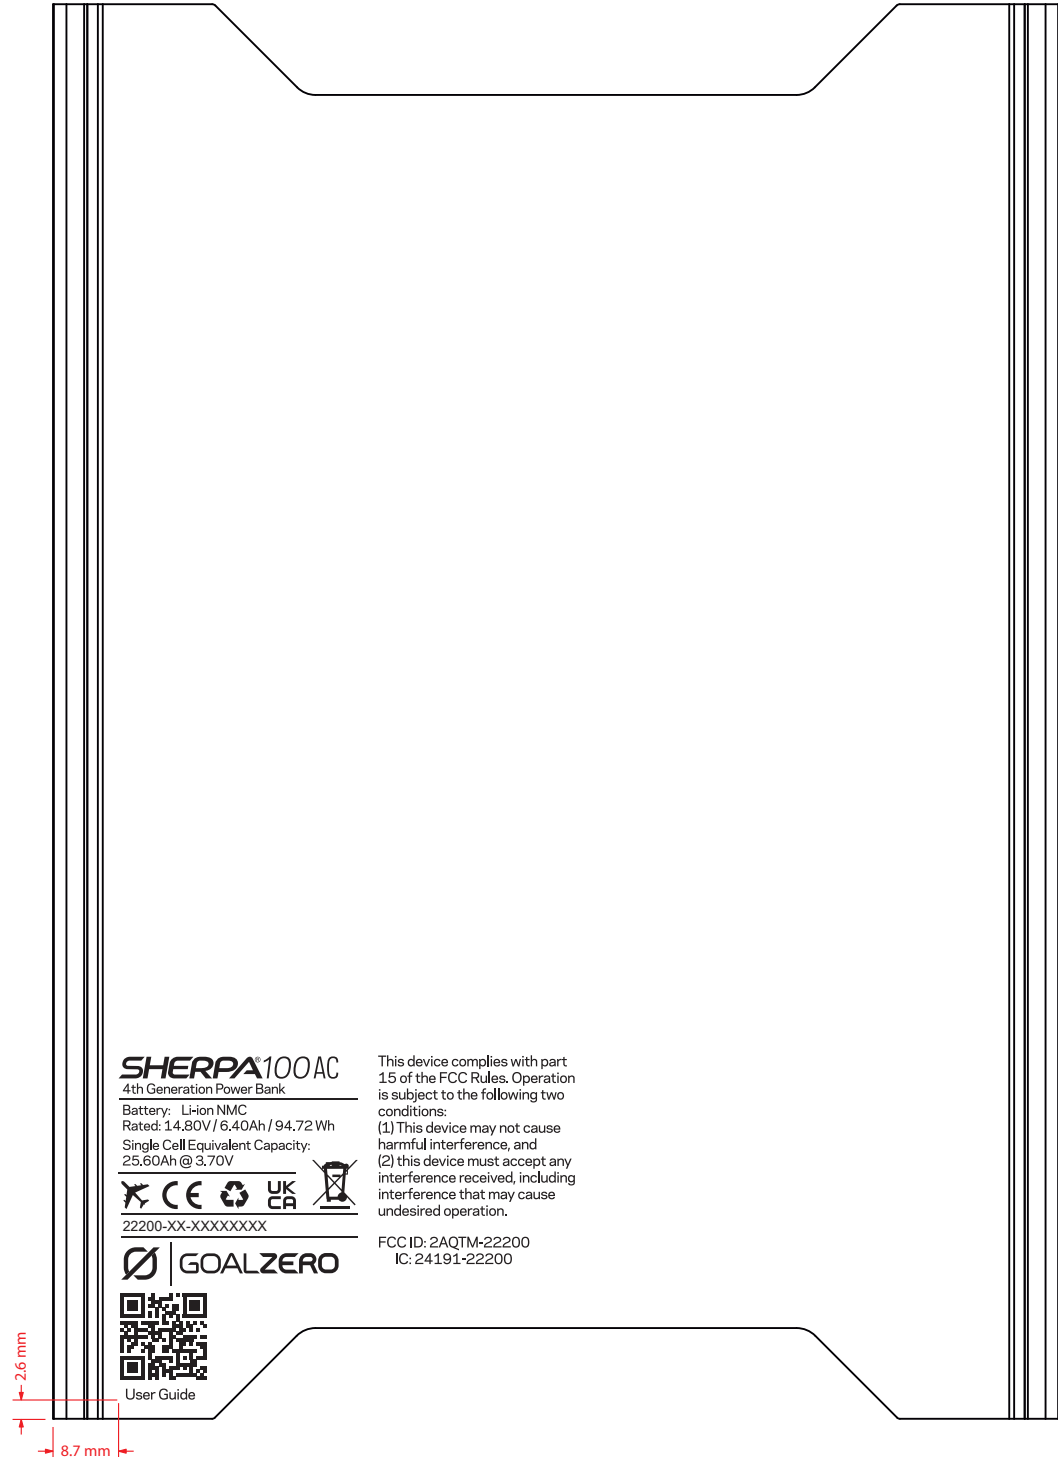 SHERPA® 100 AC
4th Generation Power Bank
Battery: Li-ion NMC
Rated: 14.80V / 6.40Ah / 94.72 Wh
Single Cell Equivalent Capacity:
25.60Ah @ 3.70V
CE UK
CA
22200-XX-XXXXXXXX
GOALZERO
User Guide
This device complies with part
15 of the FCC Rules. Operation
is subject to the following two
conditions:
(1) This device may not cause
harmful interference, and
(2) this device must accept any
interference received, including
interference that may cause
undesired operation.
FCC ID: 2AQTM-22200
IC: 24191-22200
2.6 mm
8.7 mm